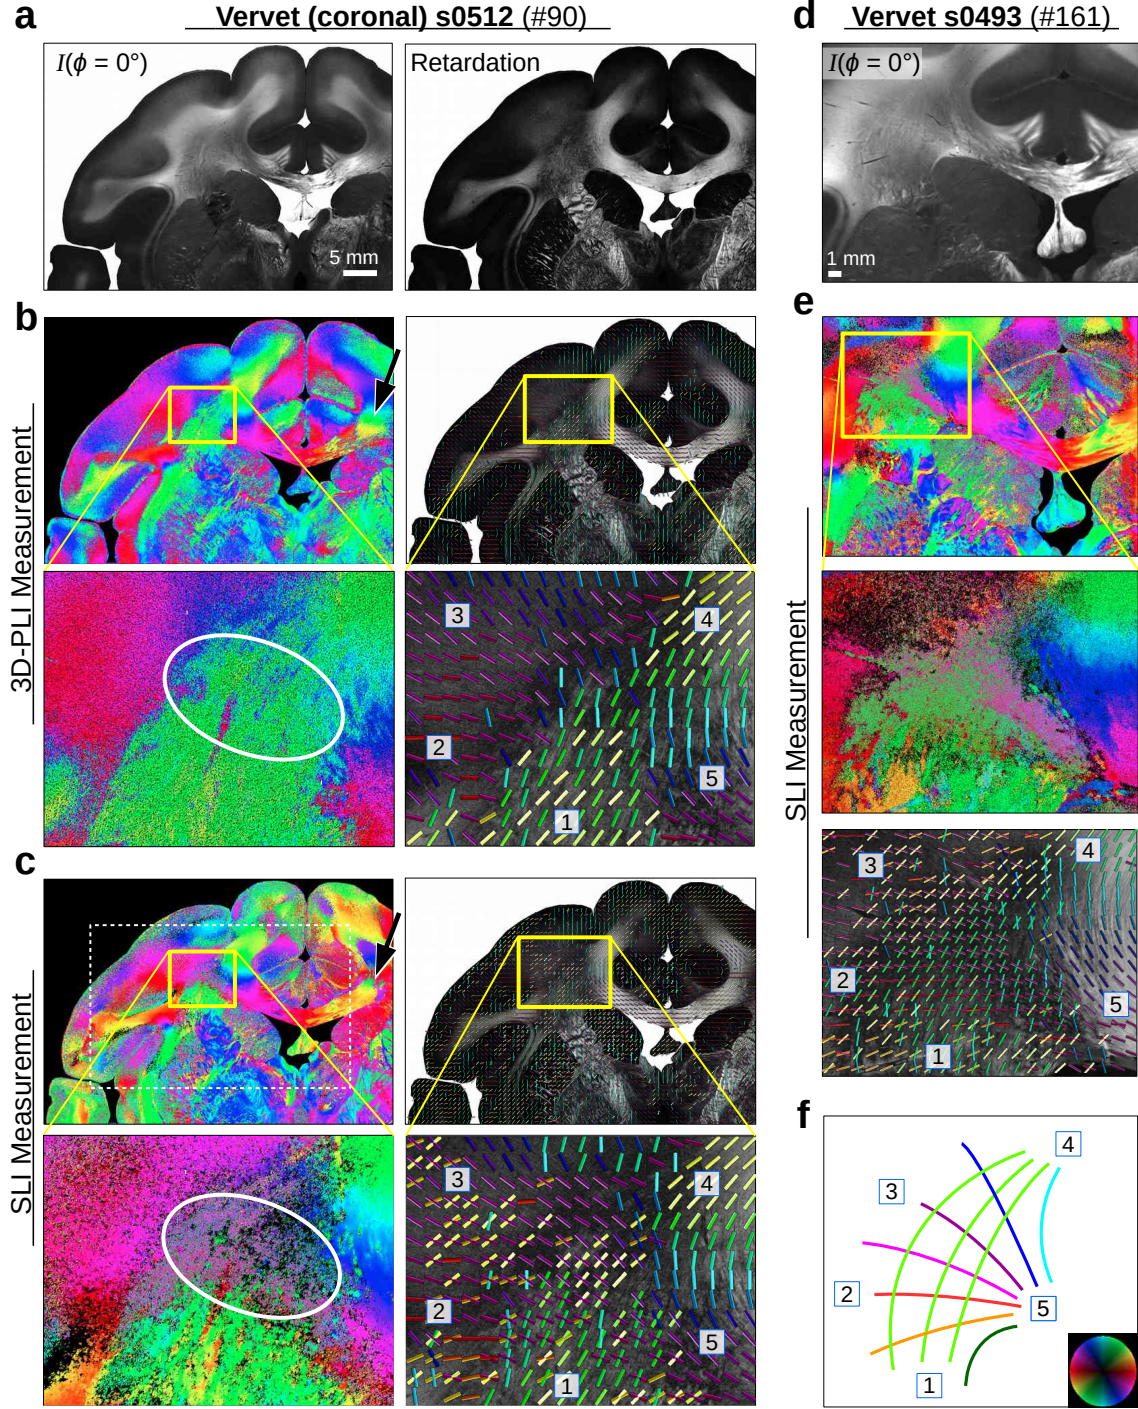 a
Vervet (coronal) s0512 (#90)
I(ϕ = 0°)
5 mm
Retardation
d
Vervet s0493 (#161)
I(ϕ = 0°)
1 mm
b
3D-PLI Measurement
3
4
2
5
1
c
SLI Measurement
3
4
2
5
1
e
SLI Measurement
3
4
2
5
1
f
4
3
2
5
1